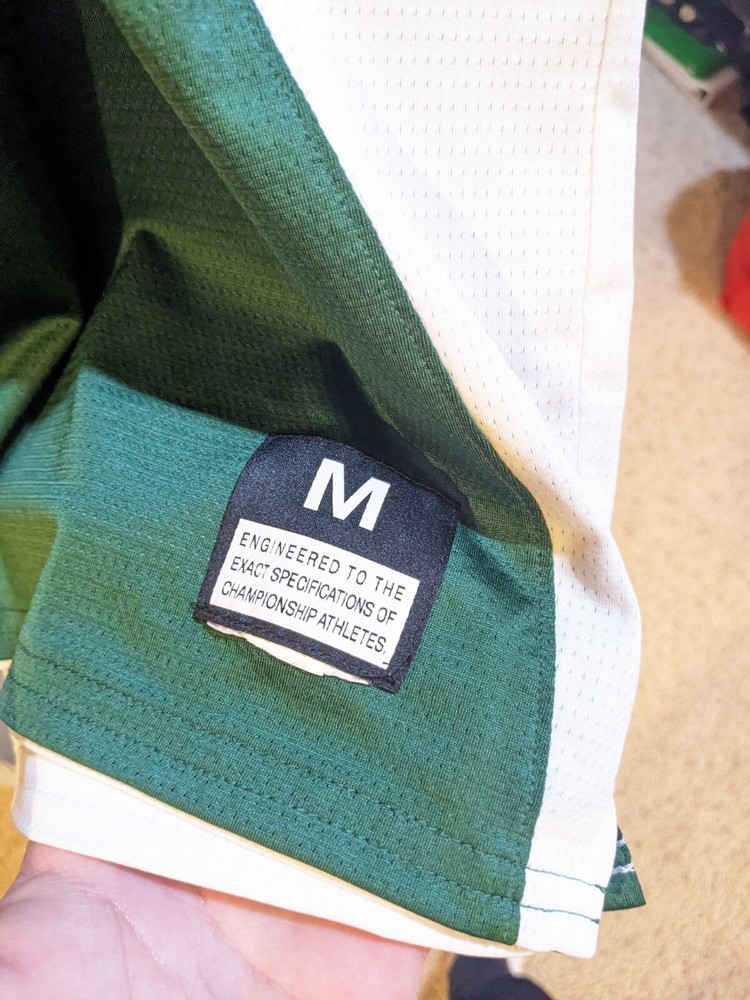 M
ENGINEERED TO THE
EXACT SPECIFICATIONS OF
CHAMPIONSHIP ATHLETES.